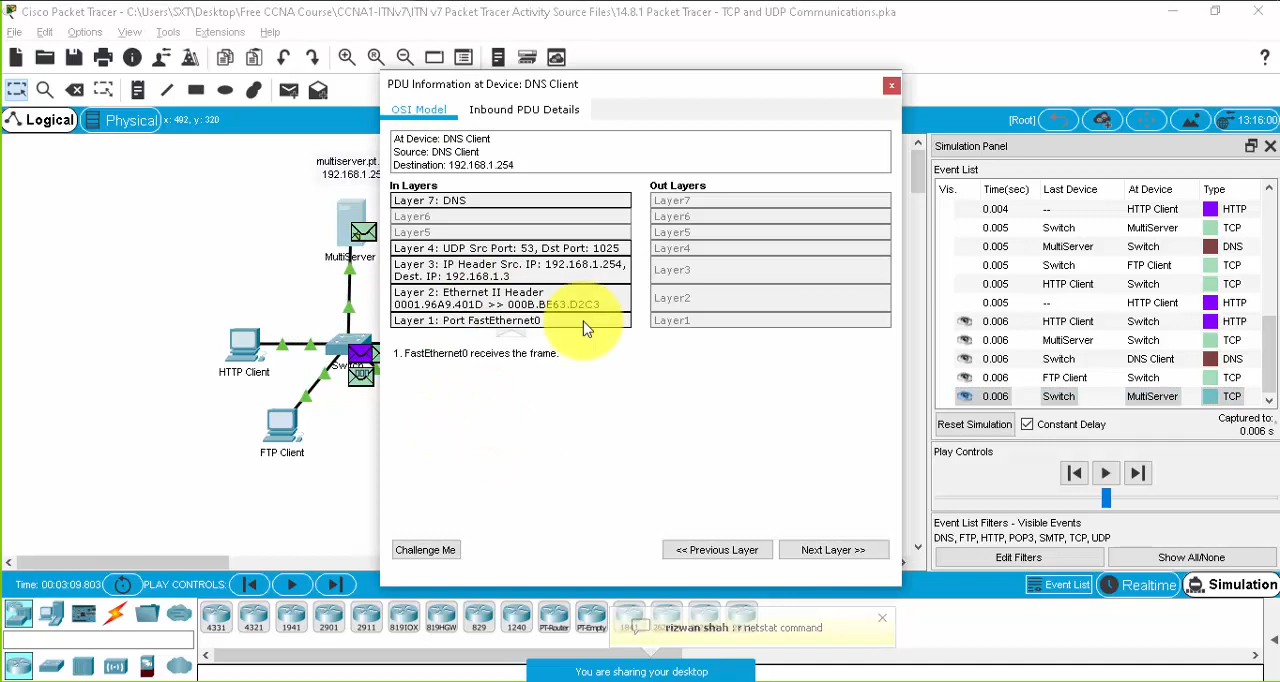 Cisco Packet Tracer - C:\Users\SXT\Desktop\Free CCNA Course\CCNA1-ITNv7\ITN v7 Packet Tracer Activity Source Files\14.8.1 Packet Tracer - TCP and UDP Communications.pka
File Edit Options View Tools Extensions Help
?
Logical Physical x: 492, y: 320
[Root] 13:16:00
PDU Information at Device: DNS Client
x
OSI Model Inbound PDU Details
At Device: DNS Client
Source: DNS Client
Destination: 192.168.1.254
In Layers
Layer 7: DNS
Layer6
Layer5
Layer 4: UDP Src Port: 53, Dst Port: 1025
Layer 3: IP Header Src. IP: 192.168.1.254,
Dest. IP: 192.168.1.3
Layer 2: Ethernet II Header
0001.96A9.401D >> 000B.BE63.D2C3
Layer 1: Port FastEthernet0
Out Layers
Layer7
Layer6
Layer5
Layer4
Layer3
Layer2
Layer1
1. FastEthernet0 receives the frame.
Challenge Me
<< Previous Layer
Next Layer >>
multiserver.pt.
192.168.1.25
MultiServer
HTTP Client
Switch
FTP Client
Simulation Panel
Event List
Vis. Time(sec) Last Device At Device Type
0.004 -- HTTP Client HTTP
0.005 Switch MultiServer TCP
0.005 MultiServer Switch DNS
0.005 Switch FTP Client TCP
0.005 HTTP Client Switch TCP
0.005 -- HTTP Client HTTP
0.006 HTTP Client Switch HTTP
0.006 MultiServer Switch TCP
0.006 Switch DNS Client DNS
0.006 FTP Client Switch TCP
0.006 Switch MultiServer TCP
Reset Simulation Constant Delay
Captured to:
0.006 s
Play Controls
Event List Filters - Visible Events
DNS, FTP, HTTP, POP3, SMTP, TCP, UDP
Edit Filters Show All/None
Time: 00:03:09.803 PLAY CONTROLS:
Event List Realtime Simulation
4331 4321 1941 2901 2911 819IOX 819HGW 829 1240 PT-Router PT-Empty
rizwan shah : r netstat command
You are sharing your desktop